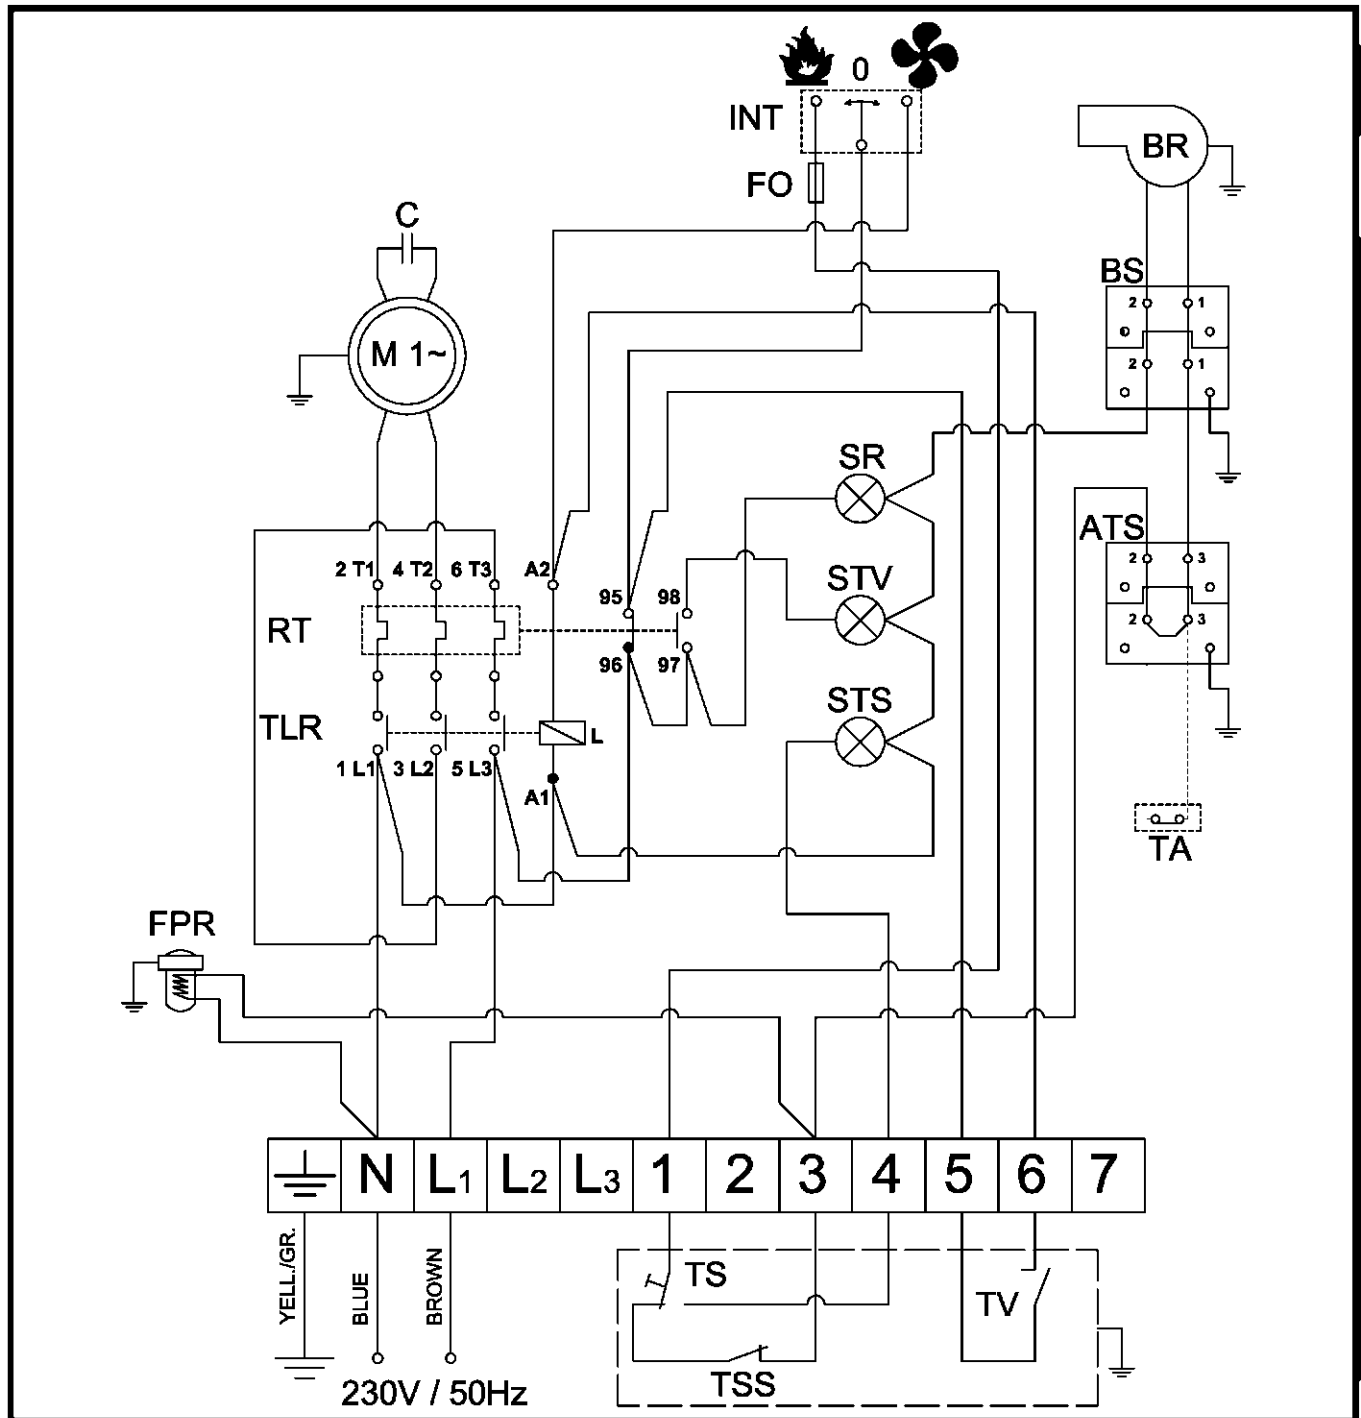 0
INT
BR
FO
C
BS
2 1
M 1~
2 1
SR
ATS
2 T1 4 T2 6 T3 A2
2 3
STV
95 98
RT
2 3
96 97
STS
TLR
L
1 L1 3 L2 5 L3
A1
TA
FPR
N L1 L2 L3 1 2 3 4 5 6 7
YELL./GR.
BLUE
BROWN
TS
TV
TSS
230V / 50Hz